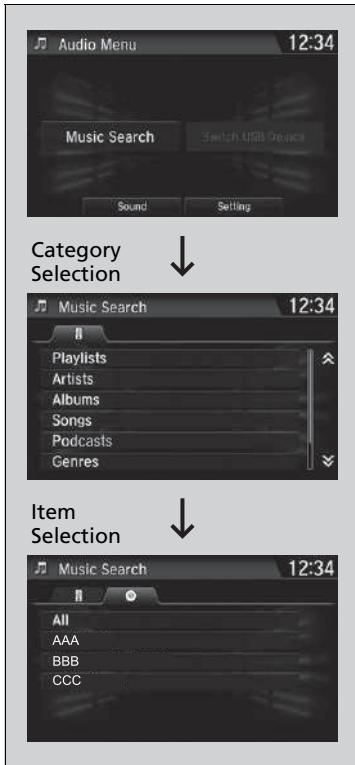 Audio Menu 12:34
Music Search Switch USB Device
Sound Setting
Category
Selection
Music Search 12:34
Playlists
Artists
Albums
Songs
Podcasts
Genres
Item
Selection
Music Search 12:34
All
AAA
BBB
CCC